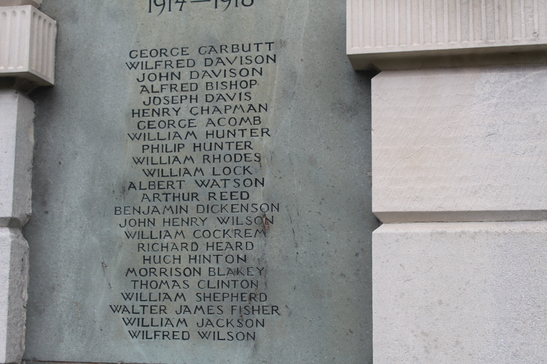 1914-1918
GEORGE CARBUTT
WILFRED DAVISON
JOHN DAVISON
ALFRED BISHOP
JOSEPH DAVIS
HENRY CHAPMAN
GEORGE ACOMB
WILLIAM HUNTER
PHILIP HUNTER
WILLIAM RHODES
WILLIAM LOCK
ALBERT WATSON
ARTHUR REED
BENJAMIN DICKENSON
JOHN HENRY WILSON
WILLIAM COCKREM
RICHARD HEARD
HUGH HINTON
MORRISON BLAKEY
THOMAS CLINTON
WILLIAM SHEPHERD
WALTER JAMES FISHER
WILLIAM JACKSON
WILFRED WILSON